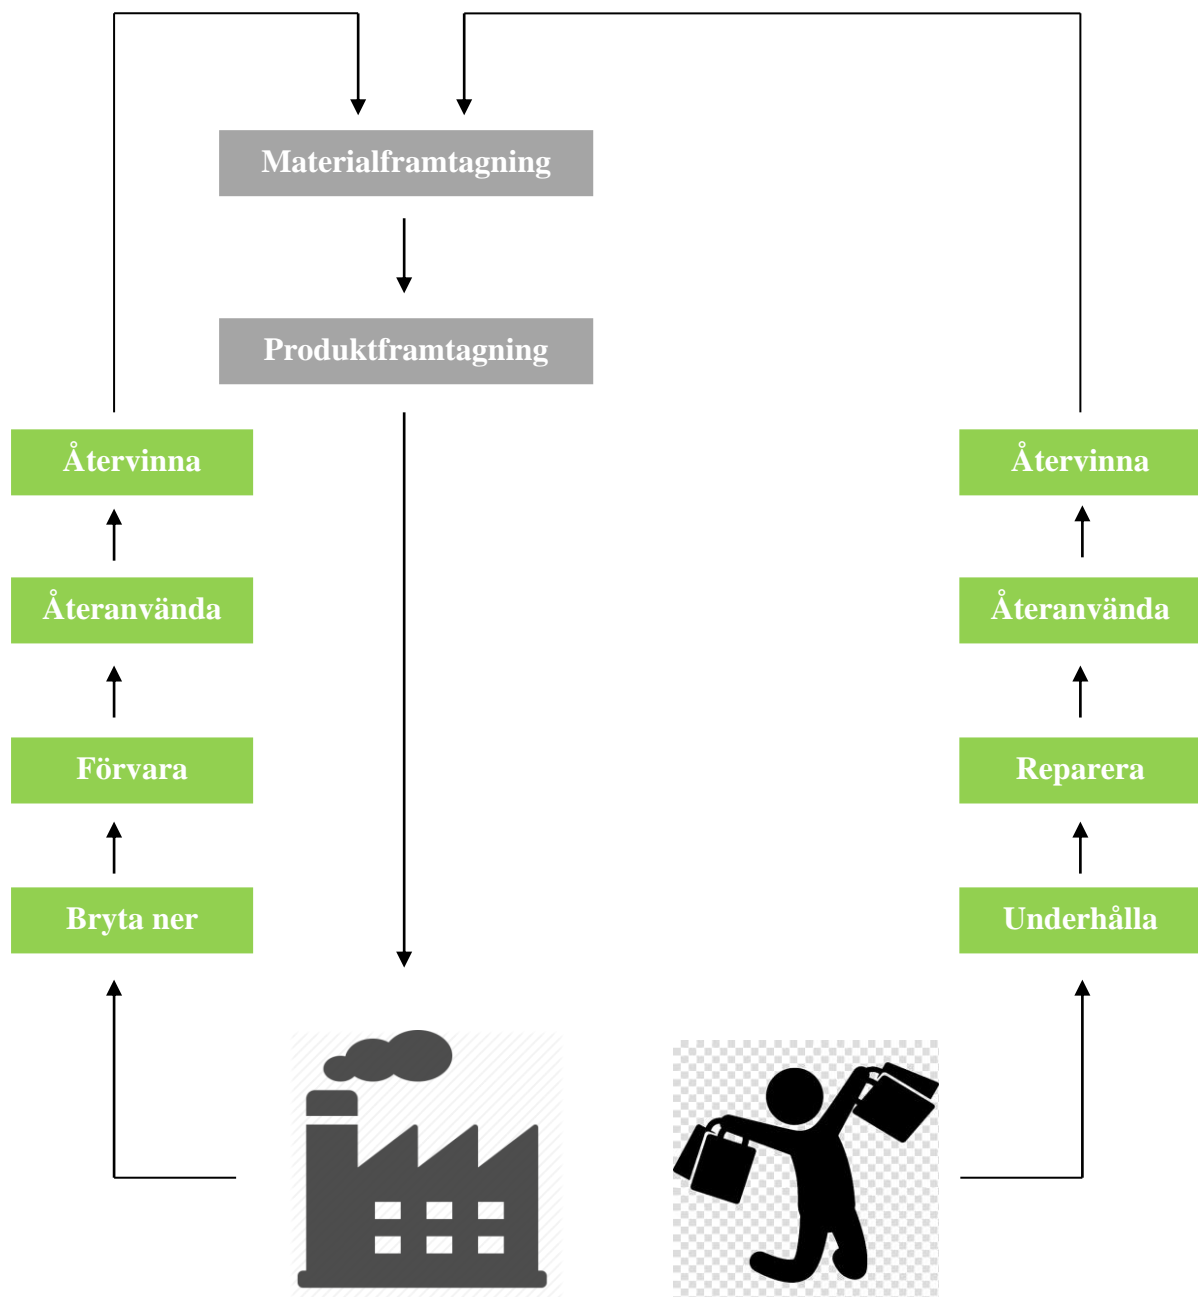 Materialframtagning
Produktframtagning
Återvinna
Återvinna
Återanvända
Återanvända
Förvara
Reparera
Bryta ner
Underhålla